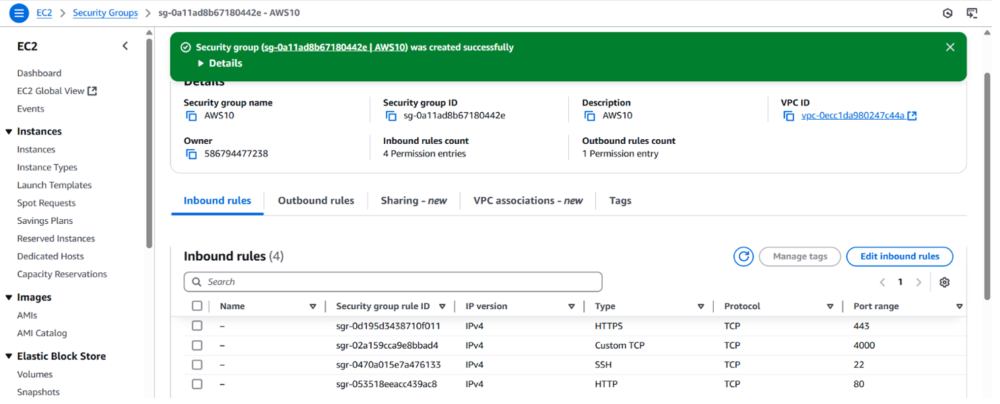 EC2 > Security Groups > sg-0a11ad8b67180442e - AWS10
EC2
Dashboard
EC2 Global View
Events
Instances
Instances
Instance Types
Launch Templates
Spot Requests
Savings Plans
Reserved Instances
Dedicated Hosts
Capacity Reservations
Images
AMIs
AMI Catalog
Elastic Block Store
Volumes
Snapshots
Security group (sg-0a11ad8b67180442e | AWS10) was created successfully
Details
Details
Security group name Security group ID Description VPC ID
AWS10 sg-0a11ad8b67180442e AWS10 vpc-0ecc1da980247c44a
Owner Inbound rules count Outbound rules count
586794477238 4 Permission entries 1 Permission entry
Inbound rules Outbound rules Sharing - new VPC associations - new Tags
Inbound rules (4) Manage tags Edit inbound rules
Search 1
Name Security group rule ID IP version Type Protocol Port range
– sgr-0d195d3438710f011 IPv4 HTTPS TCP 443
– sgr-02a159cca9e8bbad4 IPv4 Custom TCP TCP 4000
– sgr-0470a015e7a476133 IPv4 SSH TCP 22
– sgr-053518eeacc439ac8 IPv4 HTTP TCP 80